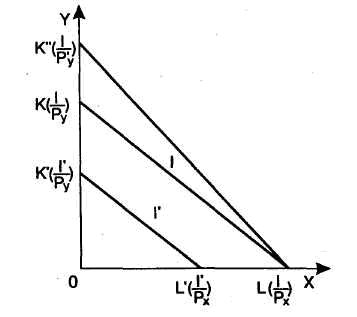 Y
K"(I/P'y)
K(I/Py)
K'(I'/Py)
I
I'
0
L'(I'/Px)
L(I/Px)
X